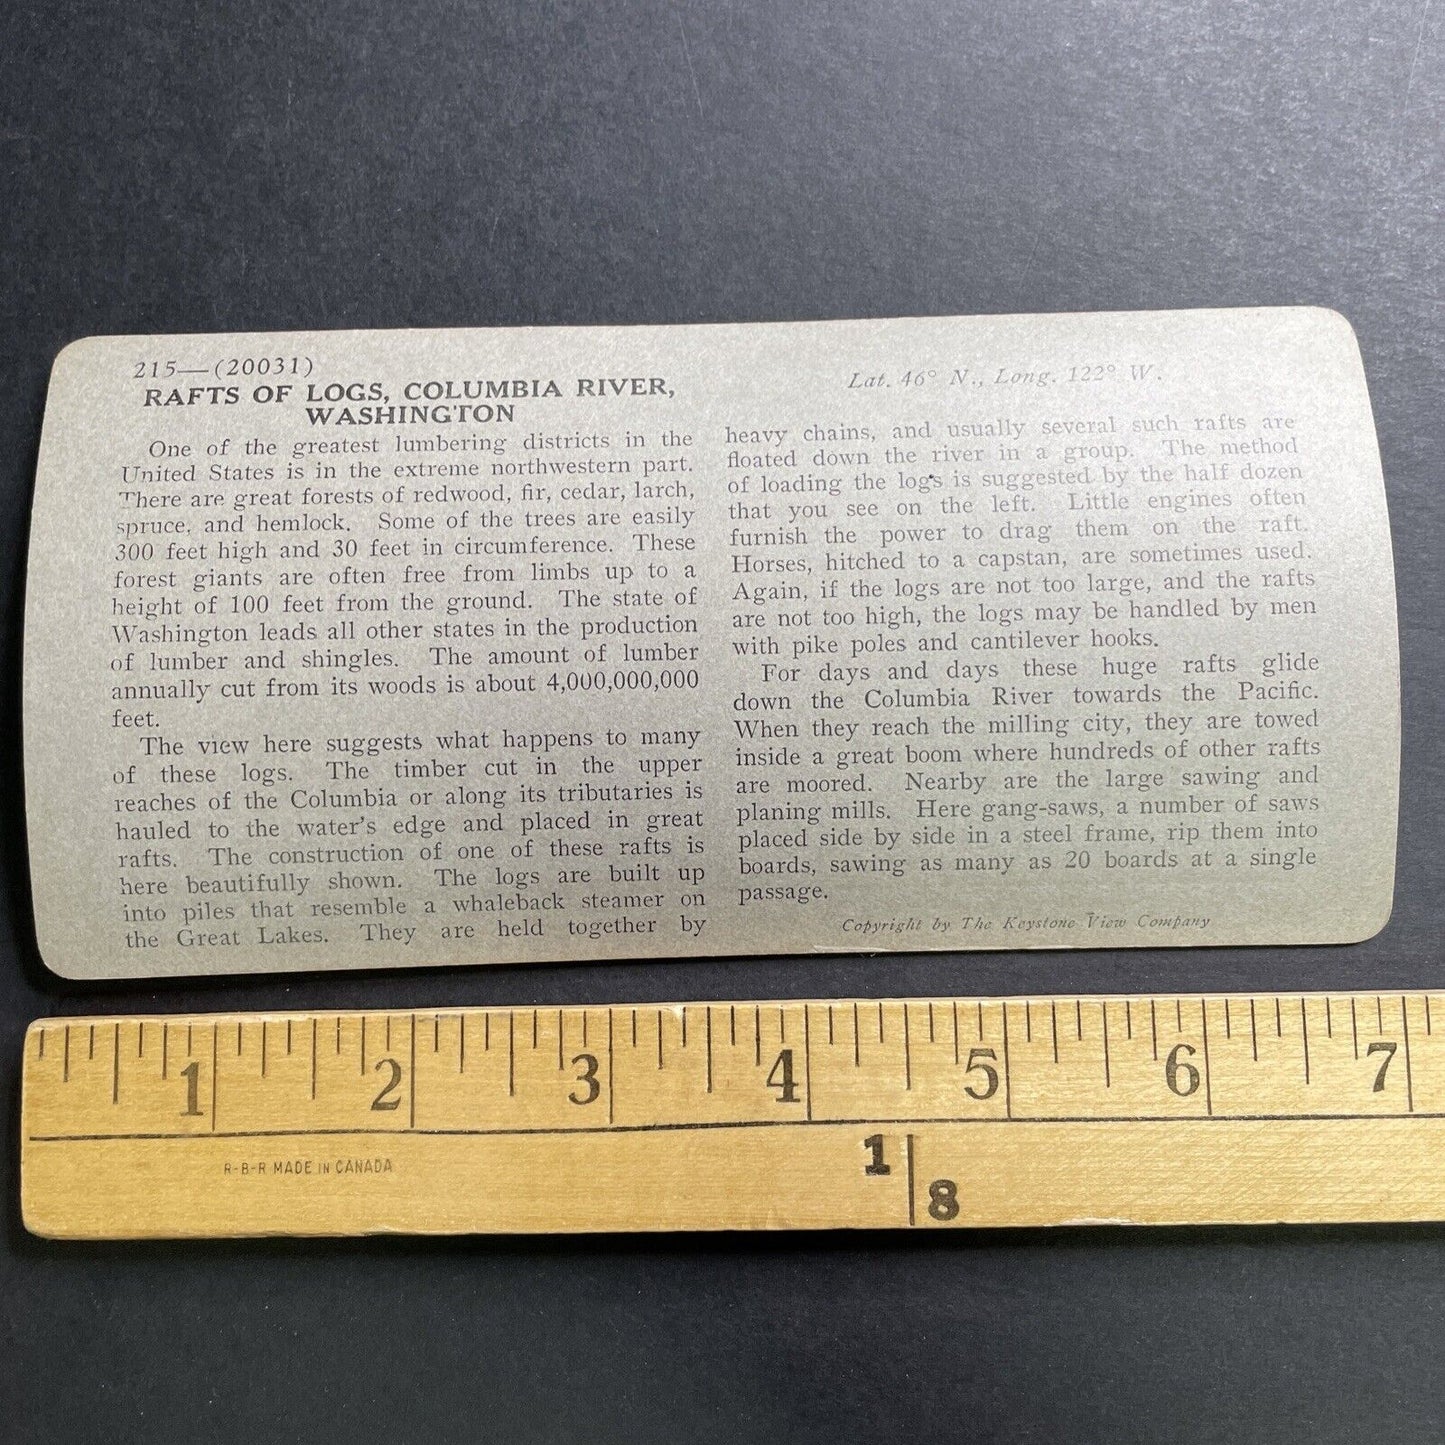 215—(20031)
RAFTS OF LOGS, COLUMBIA RIVER,
WASHINGTON
One of the greatest lumbering districts in the
United States is in the extreme northwestern part.
There are great forests of redwood, fir, cedar, larch,
spruce, and hemlock. Some of the trees are easily
300 feet high and 30 feet in circumference. These
forest giants are often free from limbs up to a
height of 100 feet from the ground. The state of
Washington leads all other states in the production
of lumber and shingles. The amount of lumber
annually cut from its woods is about 4,000,000,000
feet.
The view here suggests what happens to many
of these logs. The timber cut in the upper
reaches of the Columbia or along its tributaries is
hauled to the water's edge and placed in great
rafts. The construction of one of these rafts is
here beautifully shown. The logs are built up
into piles that resemble a whaleback steamer on
the Great Lakes. They are held together by
Lat. 46° N., Long. 122° W.
heavy chains, and usually several such rafts are
floated down the river in a group. The method
of loading the logs is suggested by the half dozen
that you see on the left. Little engines often
furnish the power to drag them on the raft.
Horses, hitched to a capstan, are sometimes used.
Again, if the logs are not too large, and the rafts
are not too high, the logs may be handled by men
with pike poles and cantilever hooks.
For days and days these huge rafts glide
down the Columbia River towards the Pacific.
When they reach the milling city, they are towed
inside a great boom where hundreds of other rafts
are moored. Nearby are the large sawing and
planing mills. Here gang-saws, a number of saws
placed side by side in a steel frame, rip them into
boards, sawing as many as 20 boards at a single
passage.
Copyright by The Keystone View Company
1 2 3 4 5 6 7
R-B-R MADE IN CANADA
1
8